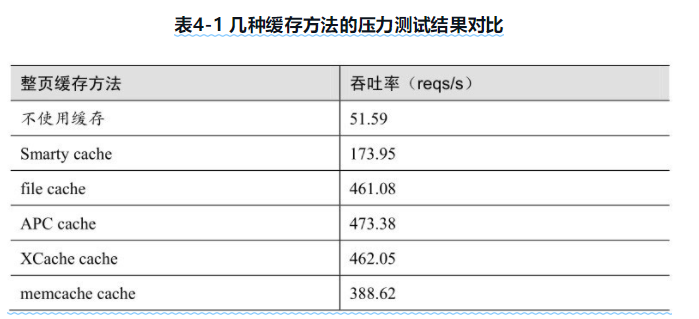 表4-1 几种缓存方法的压力测试结果对比
整页缓存方法 吞吐率（reqs/s）
不使用缓存 51.59
Smarty cache 173.95
file cache 461.08
APC cache 473.38
XCache cache 462.05
memcache cache 388.62